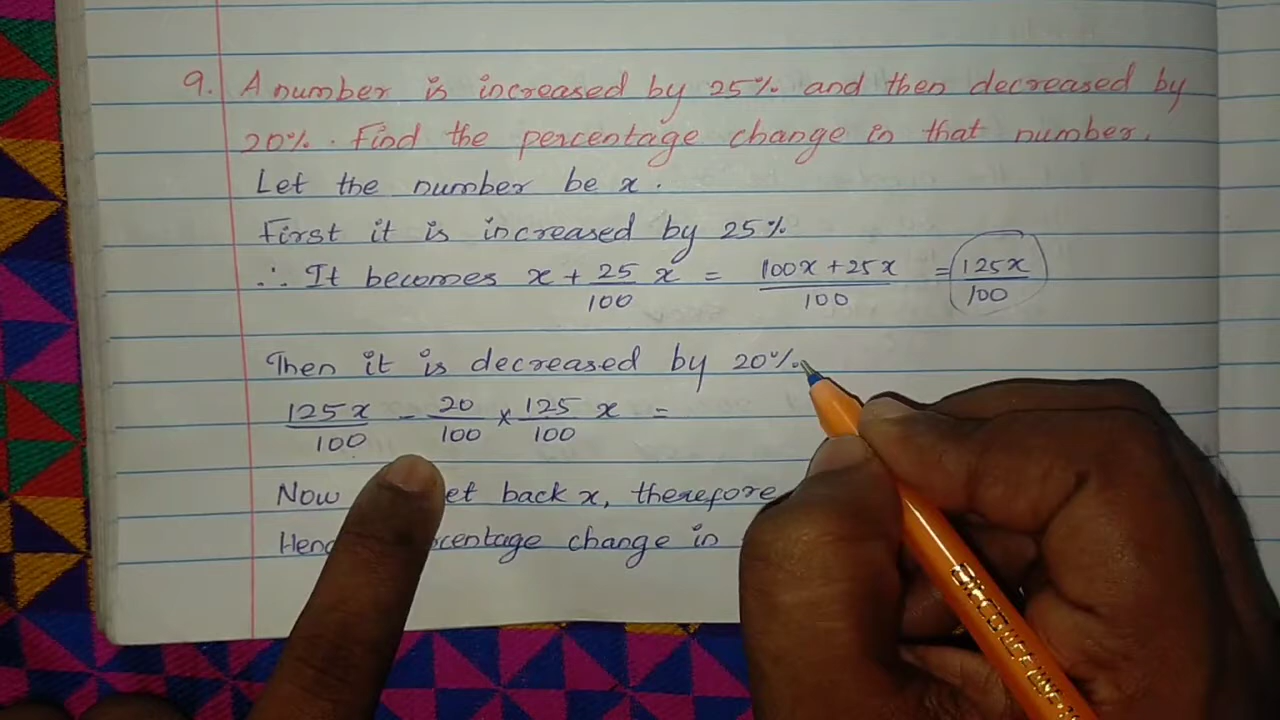 9. A number is increased by 25% and then decreased by
20%. Find the percentage change in that number.
Let the number be x.
First it is increased by 25%
∴ It becomes x + 25/100 x = 100x + 25x/100 = 125x/100
Then it is decreased by 20%.
125x/100 - 20/100 × 125/100 x =
Now et back x, therefore
Hen centage change in